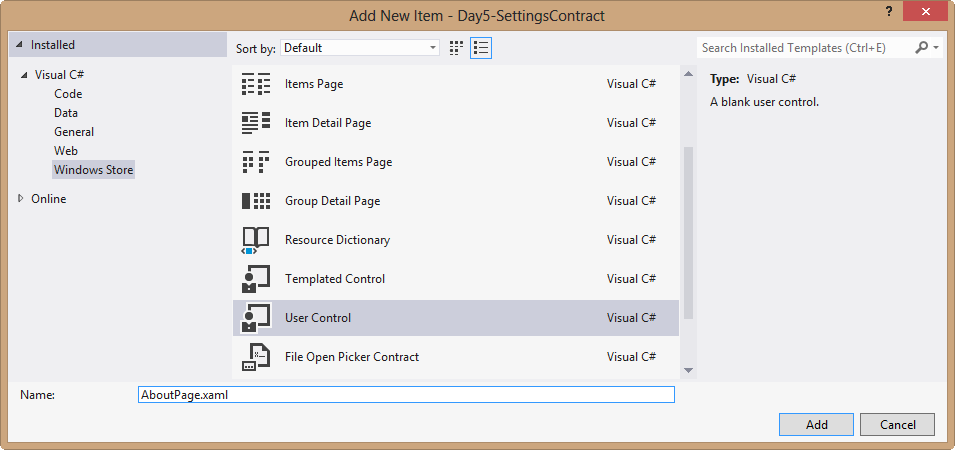 Add New Item - Day5-SettingsContract
?
Installed
Sort by: Default
Search Installed Templates (Ctrl+E)
Visual C#
Code
Data
General
Web
Windows Store
Online
Items Page Visual C#
Item Detail Page Visual C#
Grouped Items Page Visual C#
Group Detail Page Visual C#
Resource Dictionary Visual C#
Templated Control Visual C#
User Control Visual C#
File Open Picker Contract Visual C#
Type: Visual C#
A blank user control.
Name: AboutPage.xaml
Add Cancel